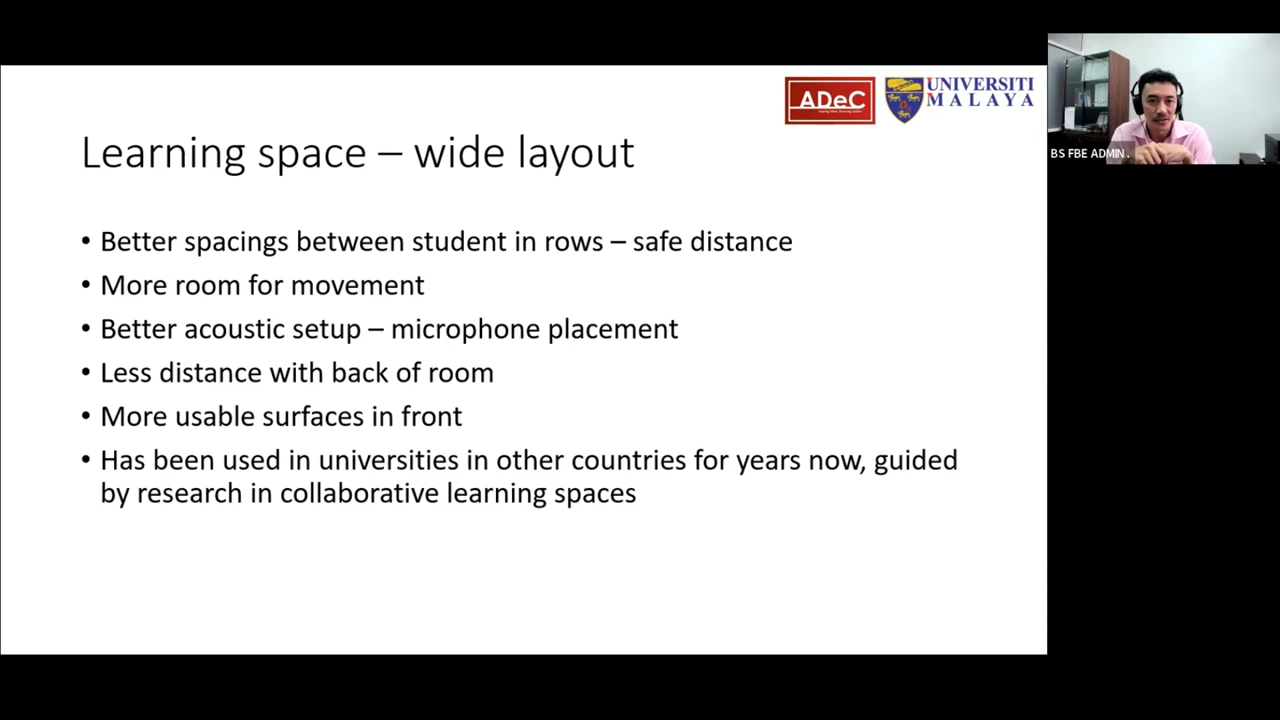 ADeC
UNIVERSITI
MALAYA
Learning space – wide layout
• Better spacings between student in rows – safe distance
• More room for movement
• Better acoustic setup – microphone placement
• Less distance with back of room
• More usable surfaces in front
• Has been used in universities in other countries for years now, guided
by research in collaborative learning spaces
BS FBE ADMIN .